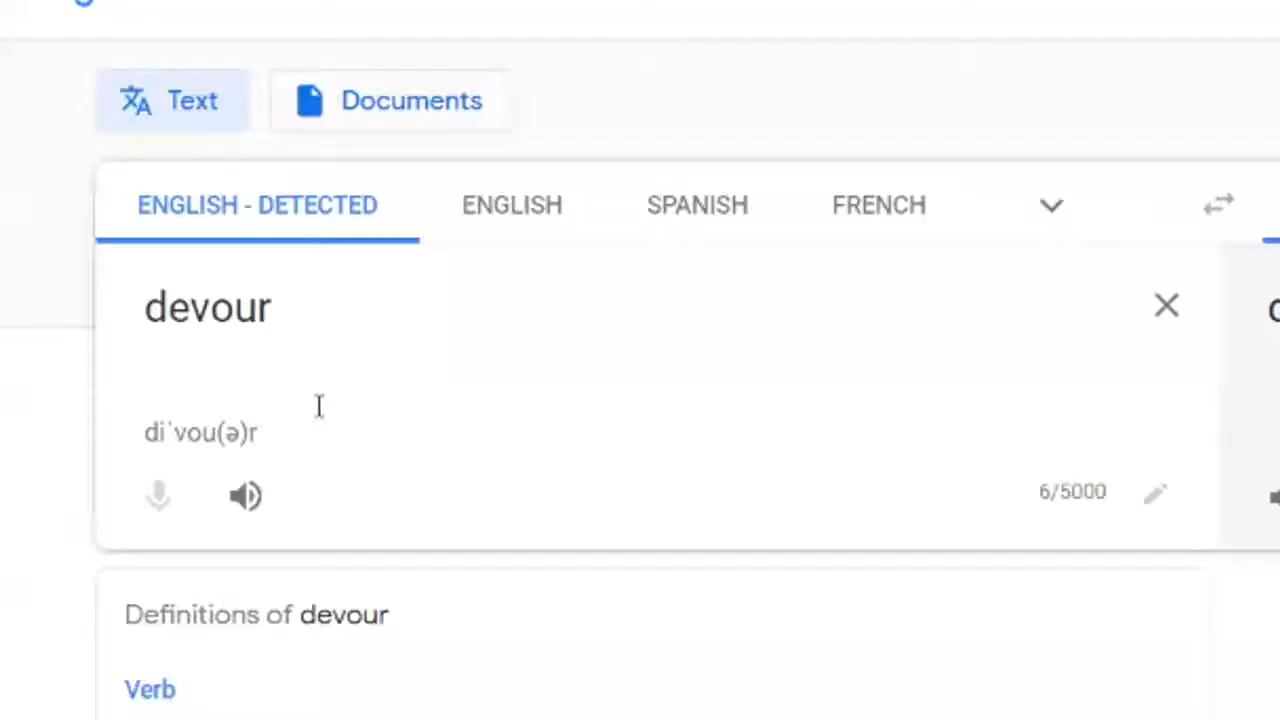 Text Documents
ENGLISH - DETECTED ENGLISH SPANISH FRENCH
devour
diˈvou(ə)r
6/5000
Definitions of devour
Verb